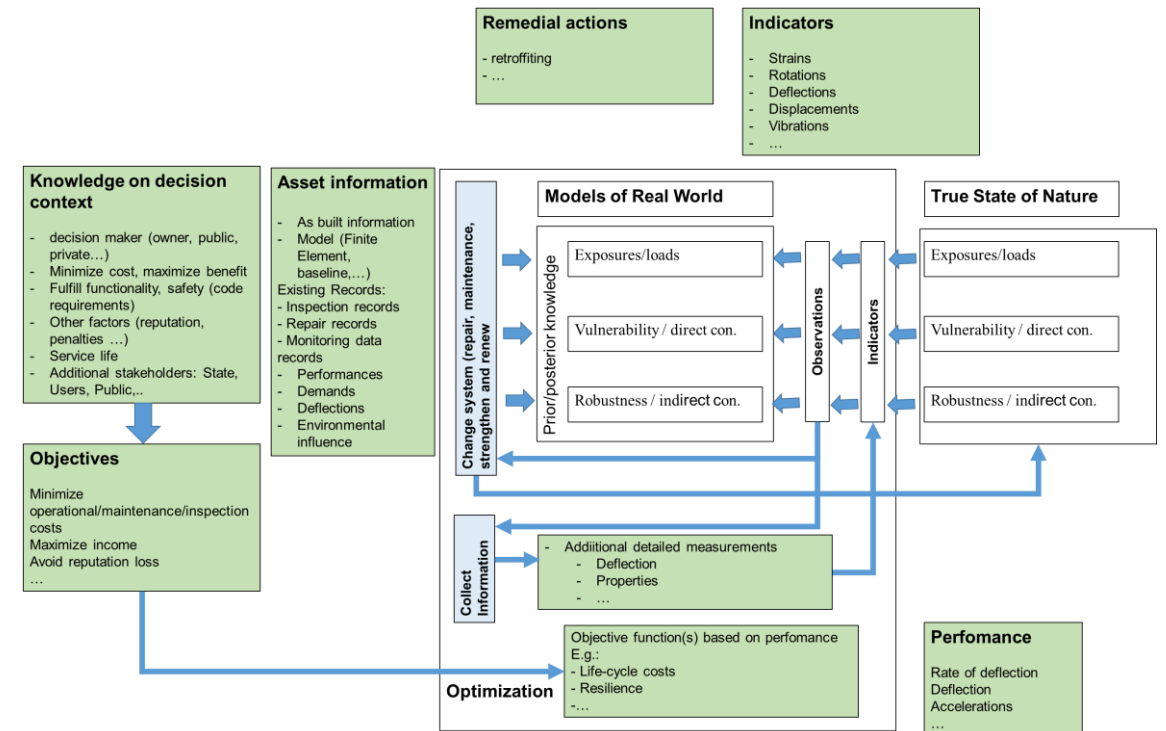 Remedial actions
- retroffiting
- …
Indicators
- Strains
- Rotations
- Deflections
- Displacements
- Vibrations
- …
Knowledge on decision
context
- decision maker (owner, public,
private…)
- Minimize cost, maximize benefit
- Fulfill functionality, safety (code
requirements)
- Other factors (reputation,
penalties …)
- Service life
- Additional stakeholders: State,
Users, Public,..
Asset information
- As built information
- Model (Finite
Element,
baseline,…)
Existing Records:
- Inspection records
- Repair records
- Monitoring data
records
- Performances
- Demands
- Deflections
- Environmental
influence
Objectives
Minimize
operational/maintenance/inspection
costs
Maximize income
Avoid reputation loss
…
Change system (repair, maintenance,
strengthen and renew
Models of Real World
Prior/posterior knowledge
Exposures/loads
Vulnerability / direct con.
Robustness / indirect con.
Observations
Indicators
True State of Nature
Exposures/loads
Vulnerability / direct con.
Robustness / indirect con.
Collect
Information
- Addiitional detailed measurements
- Deflection
- Properties
- …
Objective function(s) based on perfomance
E.g.:
- Life-cycle costs
- Resilience
-…
Optimization
Perfomance
Rate of deflection
Deflection
Accelerations
…